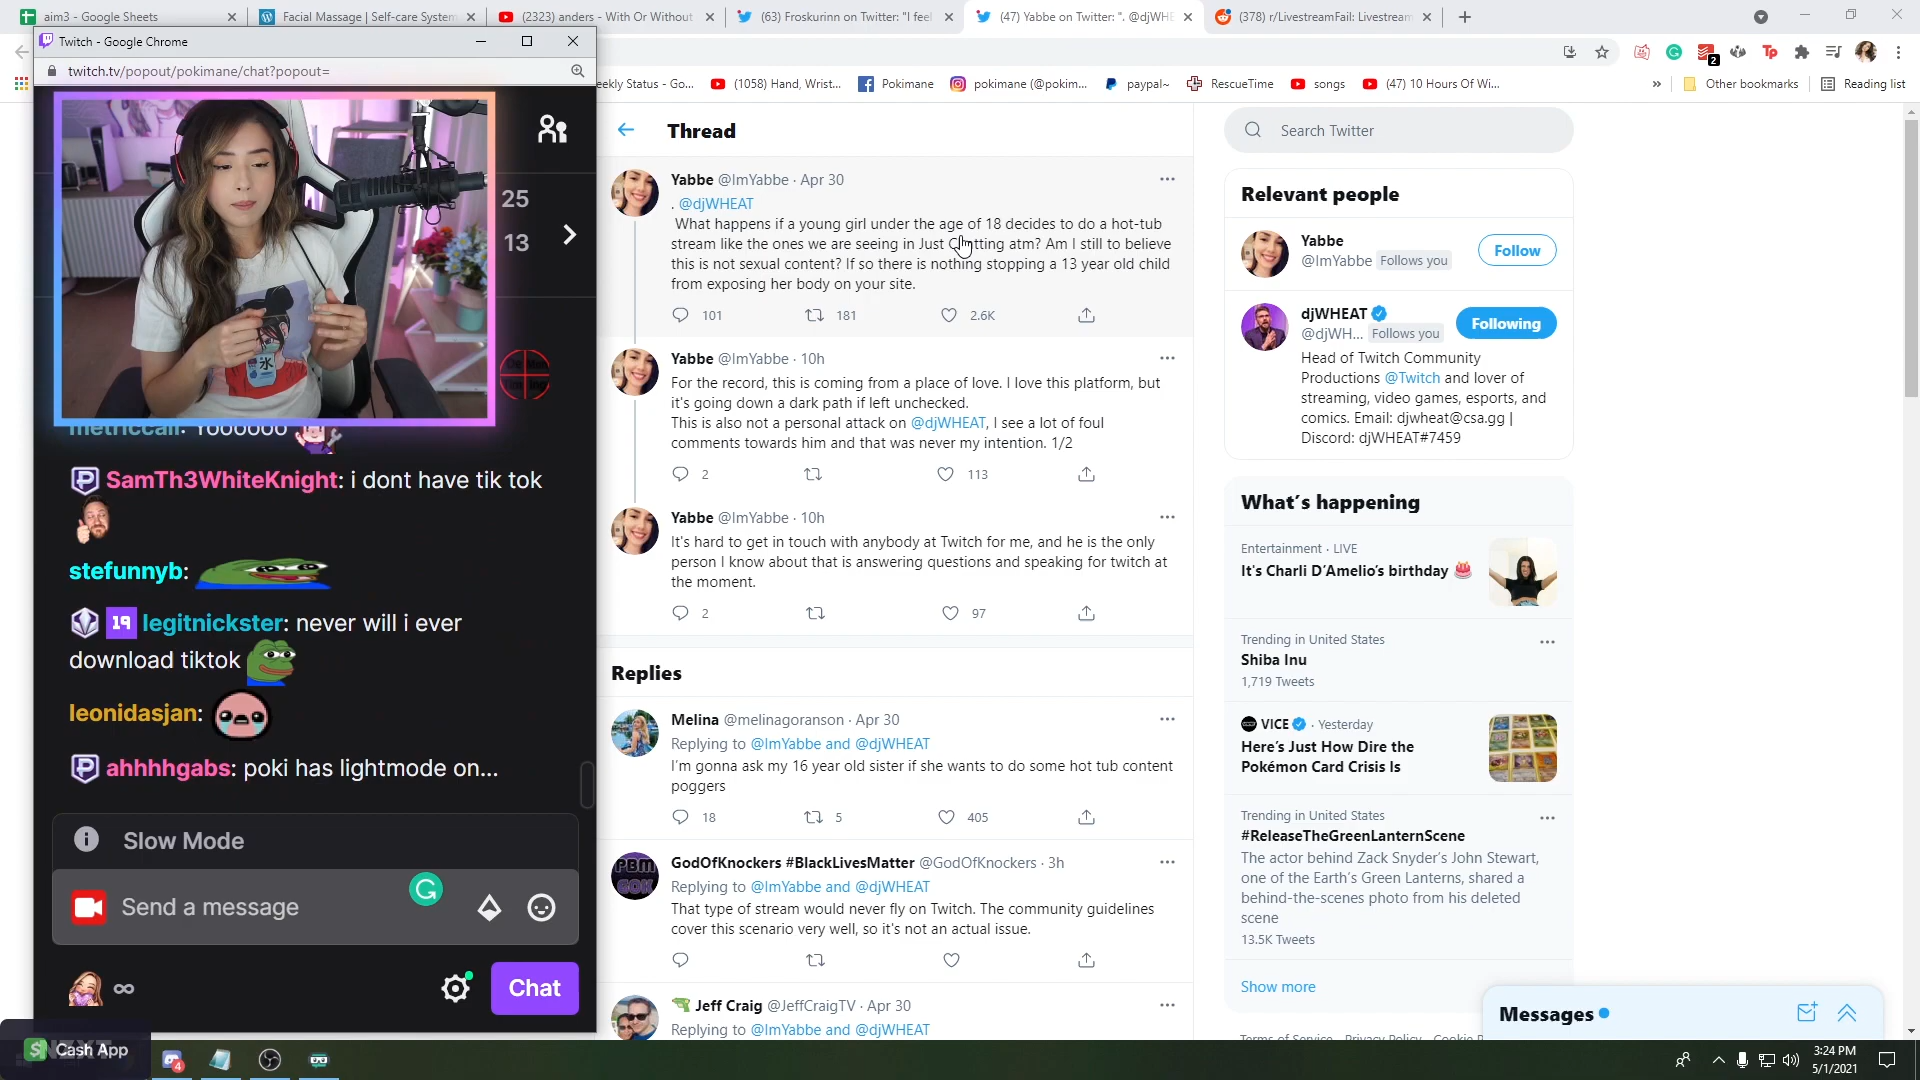 aim3 - Google Sheets
Facial Massage | Self-care System
(2323) anders - With Or Without
(63) Froskurinn on Twitter: "I feel
(47) Yabbe on Twitter: ". @djWHE
(378) r/LivestreamFail: Livestream
Twitch - Google Chrome
twitch.tv/popout/pokimane/chat?popout=
2
eekly Status - Go...
(1058) Hand, Wrist...
Pokimane
pokimane (@pokim...
paypal~
RescueTime
songs
(47) 10 Hours Of Wi...
»
Other bookmarks
Reading list
25
13
metriccall: Yoooooo
SamTh3WhiteKnight: i dont have tik tok
stefunnyb:
19 legitnickster: never will i ever
download tiktok
leonidasjan:
ahhhhgabs: poki has lightmode on...
Slow Mode
Send a message
∞
Chat
Thread
Yabbe @ImYabbe · Apr 30
. @djWHEAT
What happens if a young girl under the age of 18 decides to do a hot-tub
stream like the ones we are seeing in Just Chatting atm? Am I still to believe
this is not sexual content? If so there is nothing stopping a 13 year old child
from exposing her body on your site.
101 181 2.6K
Yabbe @ImYabbe · 10h
For the record, this is coming from a place of love. I love this platform, but
it's going down a dark path if left unchecked.
This is also not a personal attack on @djWHEAT, I see a lot of foul
comments towards him and that was never my intention. 1/2
2 113
Yabbe @ImYabbe · 10h
It's hard to get in touch with anybody at Twitch for me, and he is the only
person I know about that is answering questions and speaking for twitch at
the moment.
2 97
Replies
Melina @melinagoranson · Apr 30
Replying to @ImYabbe and @djWHEAT
I'm gonna ask my 16 year old sister if she wants to do some hot tub content
poggers
18 5 405
PBM
GOK
GodOfKnockers #BlackLivesMatter @GodOfKnockers · 3h
Replying to @ImYabbe and @djWHEAT
That type of stream would never fly on Twitch. The community guidelines
cover this scenario very well, so it's not an actual issue.
Jeff Craig @JeffCraigTV · Apr 30
Replying to @ImYabbe and @djWHEAT
Search Twitter
Relevant people
Yabbe
@ImYabbe Follows you
Follow
djWHEAT
@djWH... Follows you
Following
Head of Twitch Community
Productions @Twitch and lover of
streaming, video games, esports, and
comics. Email: djwheat@csa.gg |
Discord: djWHEAT#7459
What's happening
Entertainment · LIVE
It's Charli D'Amelio's birthday
Trending in United States
Shiba Inu
1,719 Tweets
VICE · Yesterday
Here's Just How Dire the
Pokémon Card Crisis Is
Trending in United States
#ReleaseTheGreenLanternScene
The actor behind Zack Snyder's John Stewart,
one of the Earth's Green Lanterns, shared a
behind-the-scenes photo from his deleted
scene
13.5K Tweets
Show more
Terms of Service Privacy Policy Cookie P
Messages
Cash App
4
3:24 PM
5/1/2021